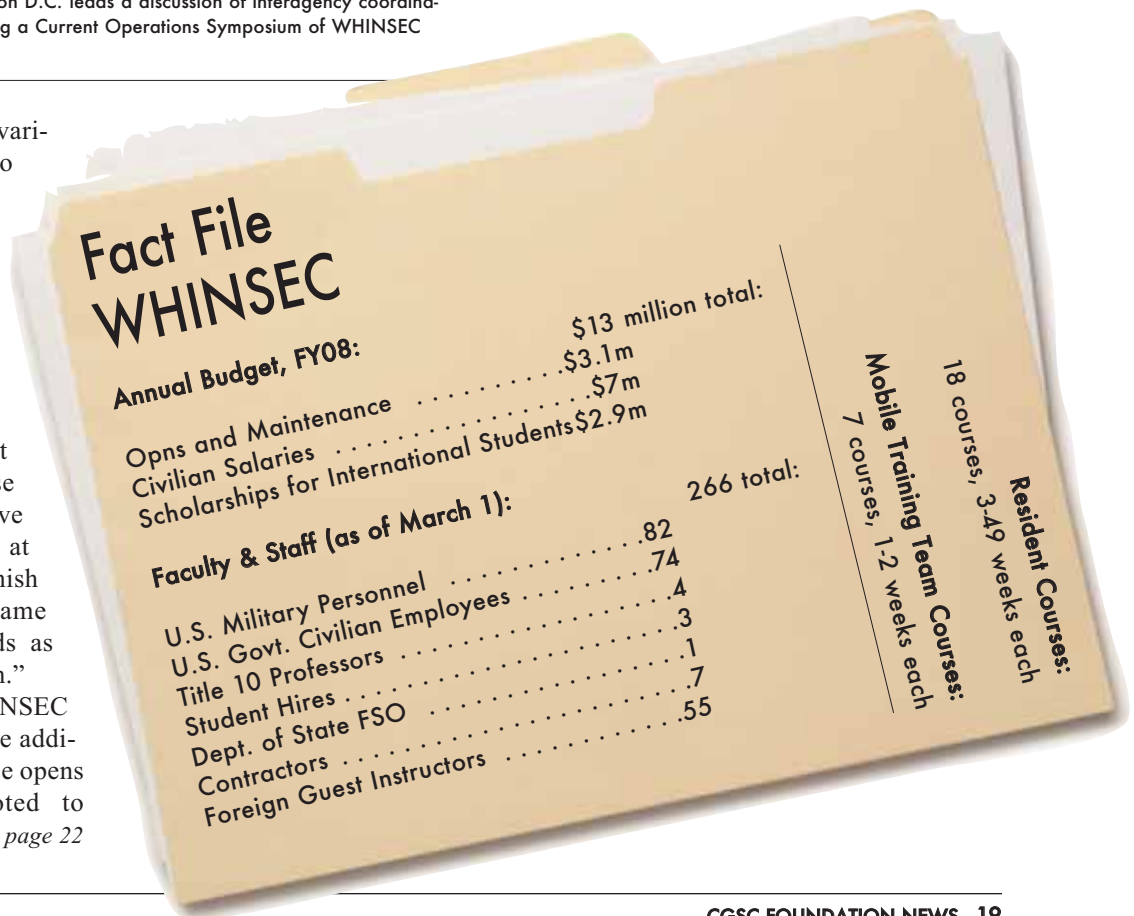 on D.C. leads a discussion of interagency coordina-
g a Current Operations Symposium of WHINSEC
vari-
o
t
se
ve
at
nish
ame
ds as
n.”
NSEC
e addi-
e opens
oted to
page 22
Fact File
WHINSEC
Annual Budget, FY08: $13 million total:
Opns and Maintenance . . . . . . . . . . . $3.1m
Civilian Salaries . . . . . . . . . . . . . . . . . . . $7m
Scholarships for International Students $2.9m
Faculty & Staff (as of March 1): 266 total:
U.S. Military Personnel . . . . . . . . . . . . . . .82
U.S. Govt. Civilian Employees . . . . . . . . .74
Title 10 Professors . . . . . . . . . . . . . . . . . . .4
Student Hires . . . . . . . . . . . . . . . . . . . . . . .3
Dept. of State FSO . . . . . . . . . . . . . . . . . .1
Contractors . . . . . . . . . . . . . . . . . . . . . . . .7
Foreign Guest Instructors . . . . . . . . . . . .55
Resident Courses:
18 courses, 3-49 weeks each
Mobile Training Team Courses:
7 courses, 1-2 weeks each
CGSC FOUNDATION NEWS 19